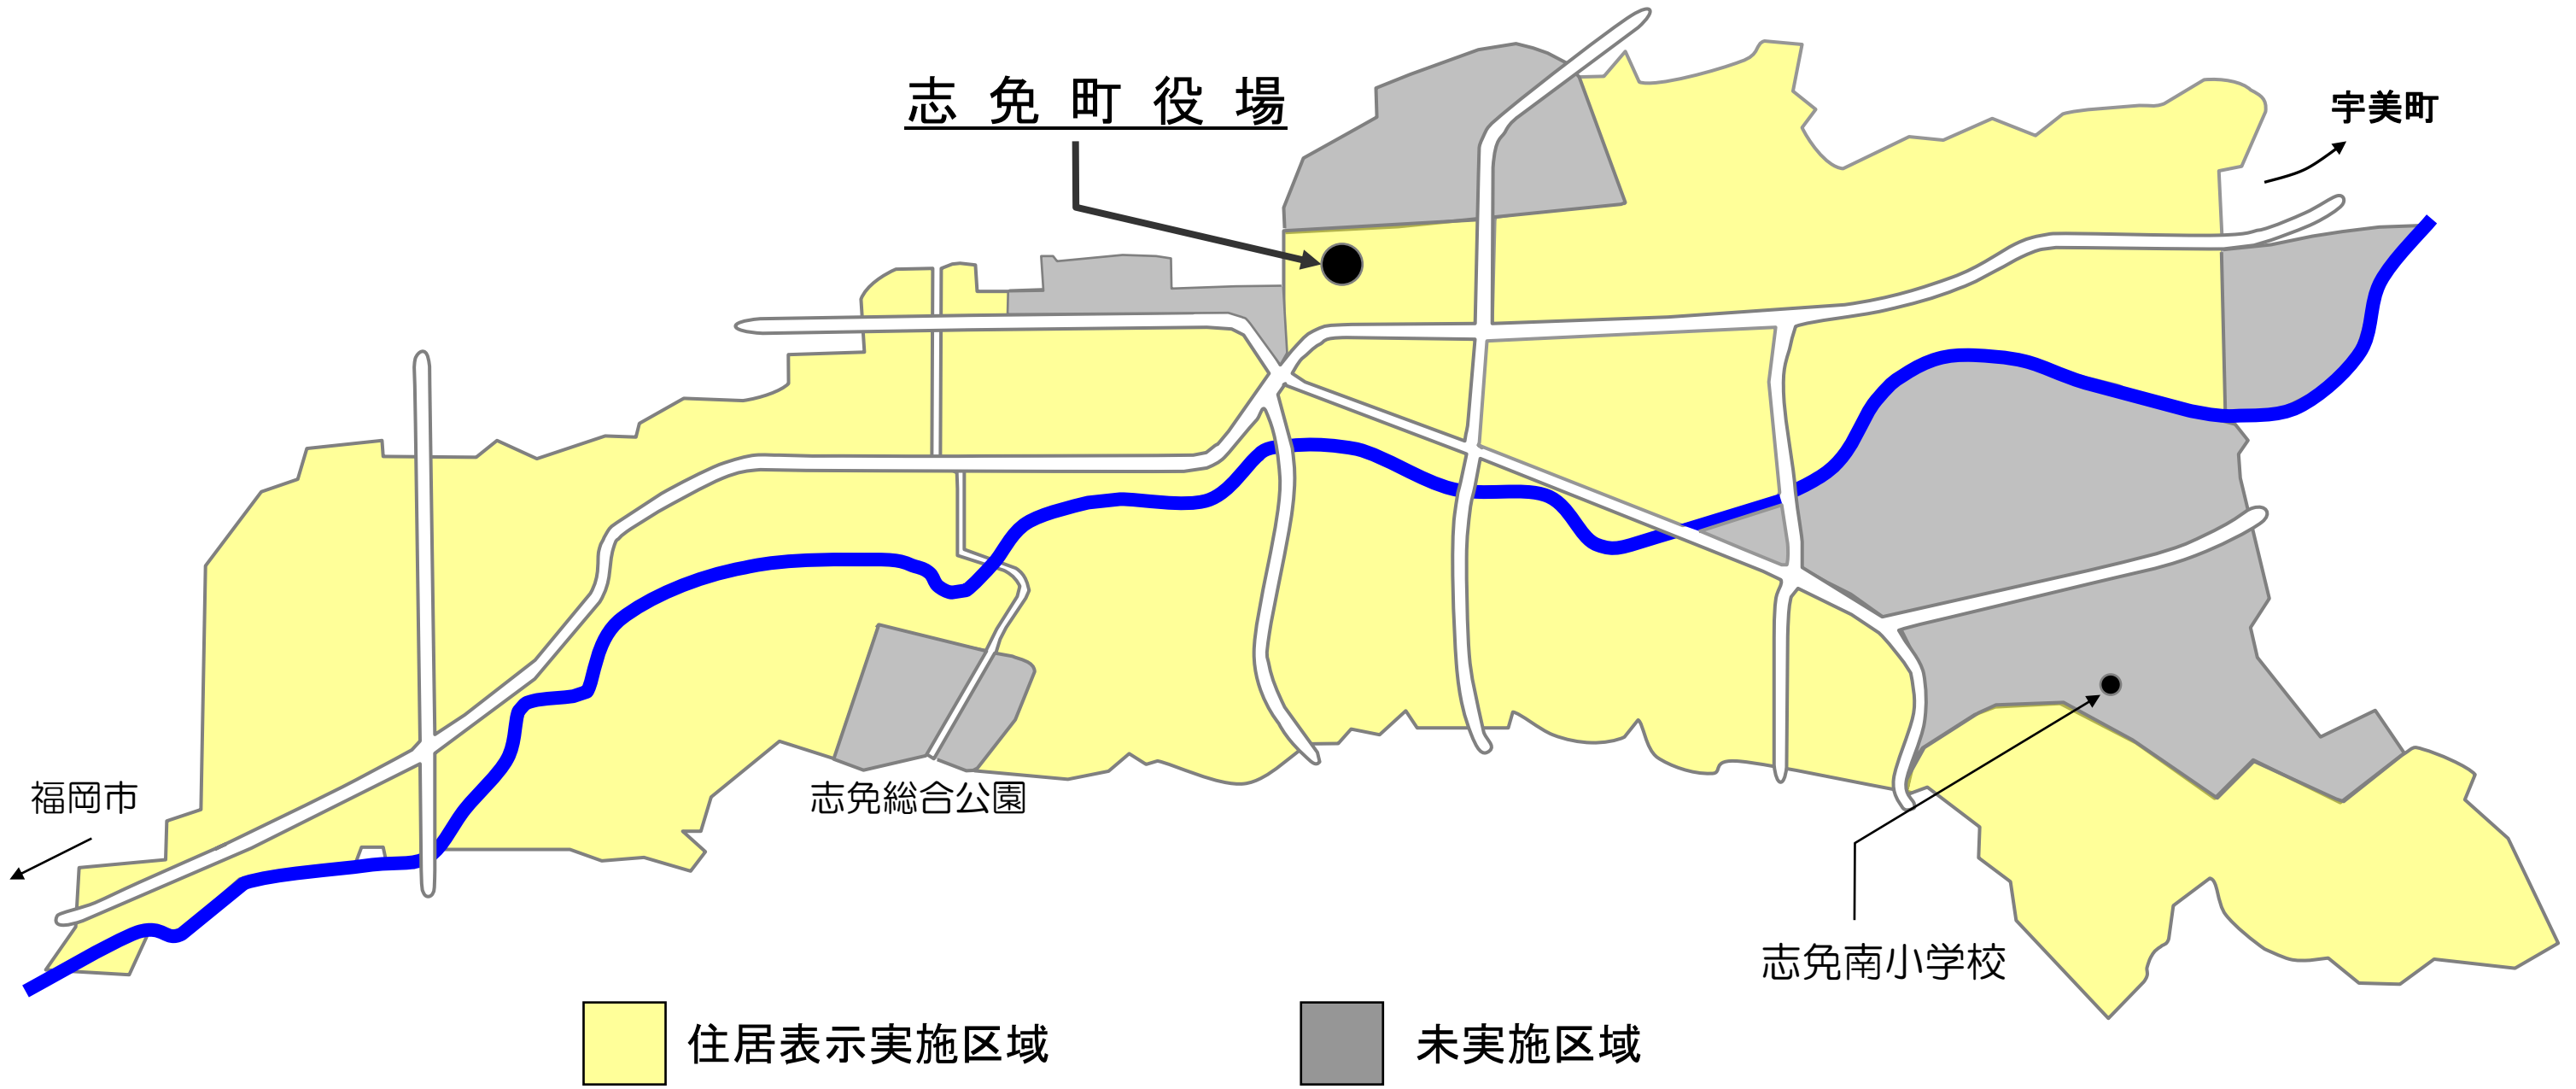 志免町役場
宇美町
福岡市
志免総合公園
志免南小学校
住居表示実施区域
未実施区域